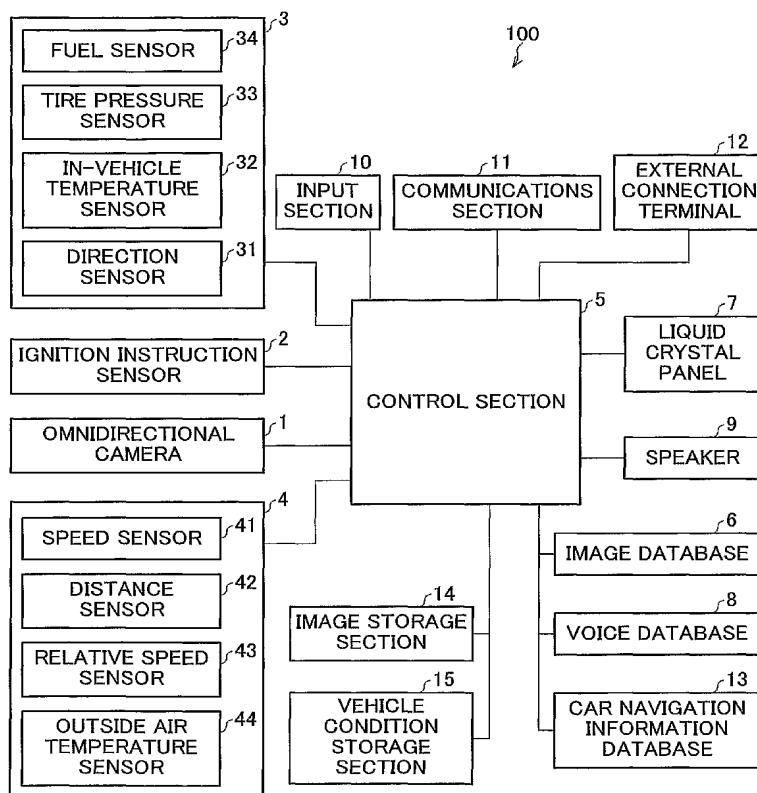 100
3
FUEL SENSOR
34
TIRE PRESSURE
SENSOR
33
IN-VEHICLE
TEMPERATURE
SENSOR
32
DIRECTION
SENSOR
31
10
INPUT
SECTION
11
COMMUNICATIONS
SECTION
12
EXTERNAL
CONNECTION
TERMINAL
2
IGNITION INSTRUCTION
SENSOR
1
OMNIDIRECTIONAL
CAMERA
5
CONTROL SECTION
7
LIQUID
CRYSTAL
PANEL
9
SPEAKER
4
SPEED SENSOR
41
DISTANCE
SENSOR
42
RELATIVE SPEED
SENSOR
43
OUTSIDE AIR
TEMPERATURE
SENSOR
44
14
IMAGE STORAGE
SECTION
15
VEHICLE
CONDITION
STORAGE
SECTION
6
IMAGE DATABASE
8
VOICE DATABASE
13
CAR NAVIGATION
INFORMATION
DATABASE